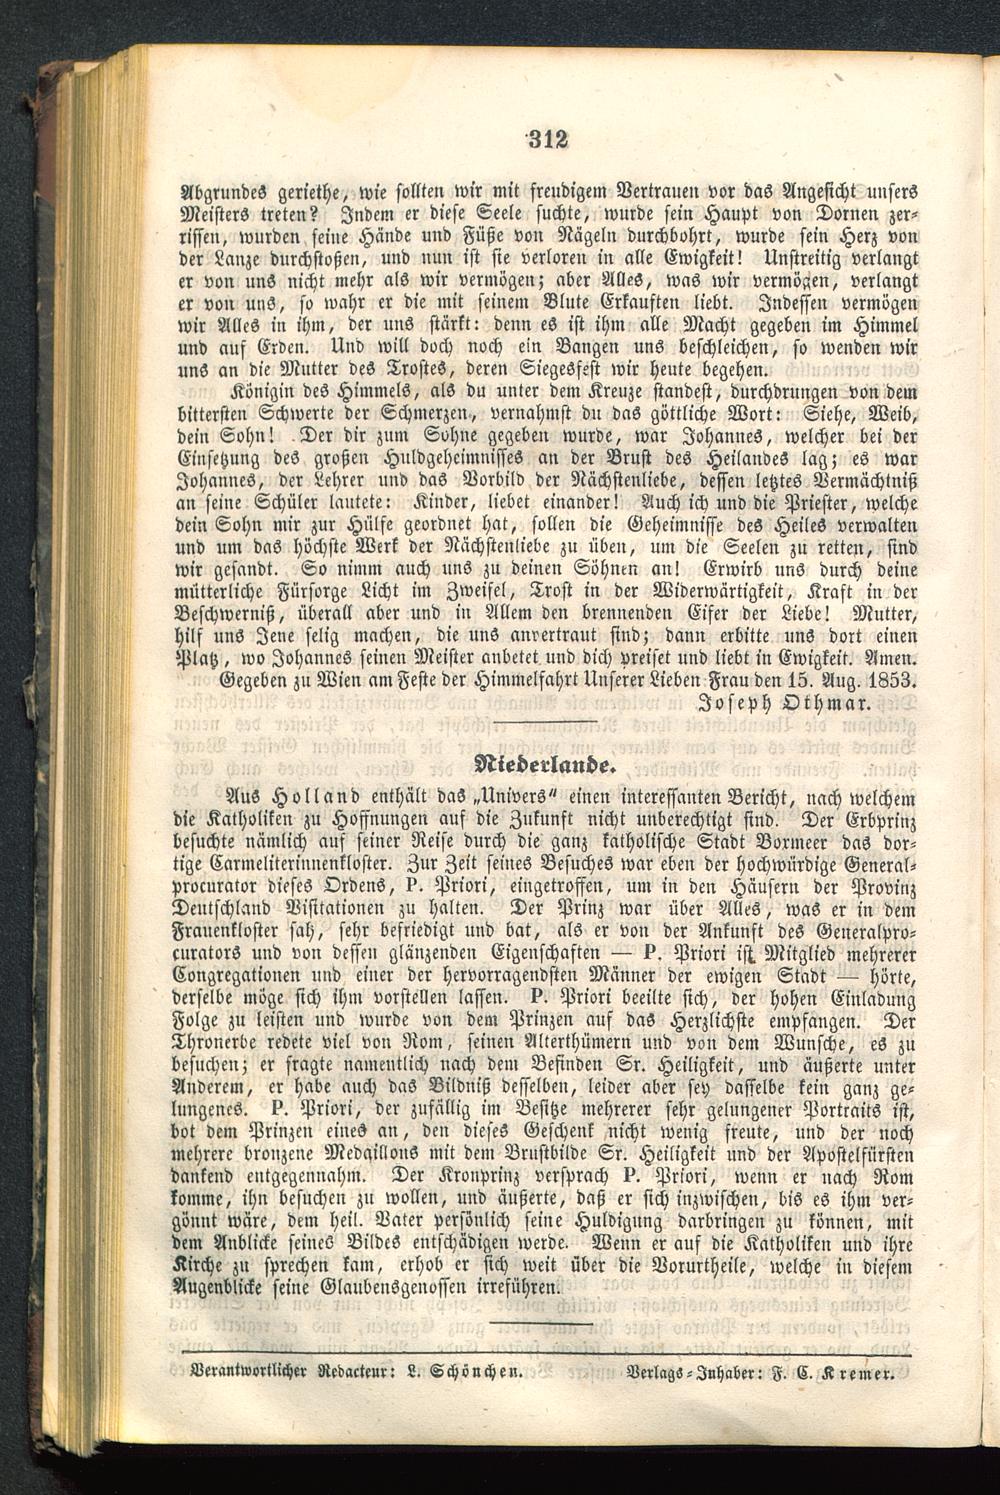 312
Abgrundes geriethe, wie sollten wir mit freudigem Vertrauen vor das Angesicht unsers
Meisters treten? Indem er diese Seele suchte, wurde sein Haupt von Dornen zer-
rissen, wurden seine Hände und Füße von Nägeln durchbohrt, wurde sein Herz von
der Lanze durchstoßen, und nun ist sie verloren in alle Ewigkeit! Unstreitig verlangt
er von uns nicht mehr als wir vermögen; aber Alles, was wir vermögen, verlangt
er von uns, so wahr er die mit seinem Blute Erkauften liebt. Indessen vermögen
wir Alles in ihm, der uns stärkt: denn es ist ihm alle Macht gegeben im Himmel
und auf Erden. Und will doch noch ein Bangen uns beschleichen, so wenden wir
uns an die Mutter des Trostes, deren Siegesfest wir heute begehen.
Königin des Himmels, als du unter dem Kreuze standest, durchdrungen von dem
bittersten Schwerte der Schmerzen, vernahmst du das göttliche Wort: Siehe, Weib,
dein Sohn! Der dir zum Sohne gegeben wurde, war Johannes, welcher bei der
Einsetzung des großen Huldgeheimnisses an der Brust des Heilandes lag; es war
Johannes, der Lehrer und das Vorbild der Nächstenliebe, dessen letztes Vermächtniß
an seine Schüler lautete: Kinder, liebet einander! Auch ich und die Priester, welche
dein Sohn mir zur Hülfe geordnet hat, sollen die Geheimnisse des Heiles verwalten
und um das höchste Werk der Nächstenliebe zu üben, um die Seelen zu retten, sind
wir gesandt. So nimm auch uns zu deinen Söhnen an! Erwirb uns durch deine
mütterliche Fürsorge Licht im Zweifel, Trost in der Widerwärtigkeit, Kraft in der
Beschwerniß, überall aber und in Allem den brennenden Eifer der Liebe! Mutter,
hilf uns Jene selig machen, die uns anvertraut sind; dann erbitte uns dort einen
Platz, wo Johannes seinen Meister anbetet und dich preiset und liebt in Ewigkeit. Amen.
Gegeben zu Wien am Feste der Himmelfahrt Unserer Lieben Frau den 15. Aug. 1853.
Joseph Othmar.
Niederlande.
Aus Holland enthält das „Univers“ einen interessanten Bericht, nach welchem
die Katholiken zu Hoffnungen auf die Zukunft nicht unberechtigt sind. Der Erbprinz
besuchte nämlich auf seiner Reise durch die ganz katholische Stadt Boxmeer das dor-
tige Carmeliterinnenkloster. Zur Zeit seines Besuches war eben der hochwürdige General-
procurator dieses Ordens, P. Priori, eingetroffen, um in den Häusern der Provinz
Deutschland Visitationen zu halten. Der Prinz war über Alles, was er in dem
Frauenkloster sah, sehr befriedigt und bat, als er von der Ankunft des Generalpro-
curators und von dessen glänzenden Eigenschaften — P. Priori ist Mitglied mehrerer
Congregationen und einer der hervorragendsten Männer der ewigen Stadt — hörte,
derselbe möge sich ihm vorstellen lassen. P. Priori beeilte sich, der hohen Einladung
Folge zu leisten und wurde von dem Prinzen auf das Herzlichste empfangen. Der
Thronerbe redete viel von Rom, seinen Alterthümern und von dem Wunsche, es zu
besuchen; er fragte namentlich nach dem Befinden Sr. Heiligkeit, und äußerte unter
Anderem, er habe auch das Bildniß desselben, leider aber sey dasselbe kein ganz ge-
lungenes. P. Priori, der zufällig im Besitze mehrerer sehr gelungener Portraits ist,
bot dem Prinzen eines an, den dieses Geschenk nicht wenig freute, und der noch
mehrere bronzene Medaillons mit dem Brustbilde Sr. Heiligkeit und der Apostelfürsten
dankend entgegennahm. Der Kronprinz versprach P. Priori, wenn er nach Rom
komme, ihn besuchen zu wollen, und äußerte, daß er sich inzwischen, bis es ihm ver-
gönnt wäre, dem heil. Vater persönlich seine Huldigung darbringen zu können, mit
dem Anblicke seines Bildes entschädigen werde. Wenn er auf die Katholiken und ihre
Kirche zu sprechen kam, erhob er sich weit über die Vorurtheile, welche in diesem
Augenblicke seine Glaubensgenossen irreführen.
Verantwortlicher Redacteur: L. Schönchen. Verlags-Inhaber: F. C. Kremer.